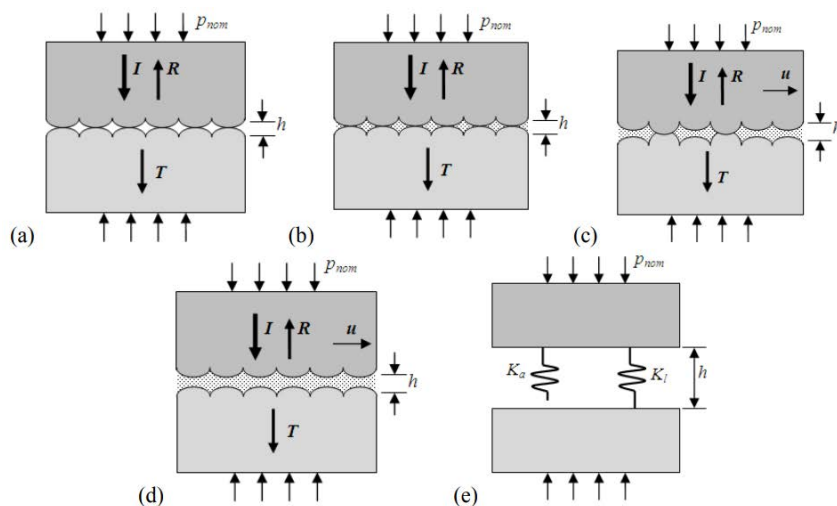 p_nom
I R
h
T
(a)
p_nom
I R
h
T
(b)
p_nom
I R u
h
T
(c)
p_nom
I R u
h
T
(d)
p_nom
K_a K_l h
(e)